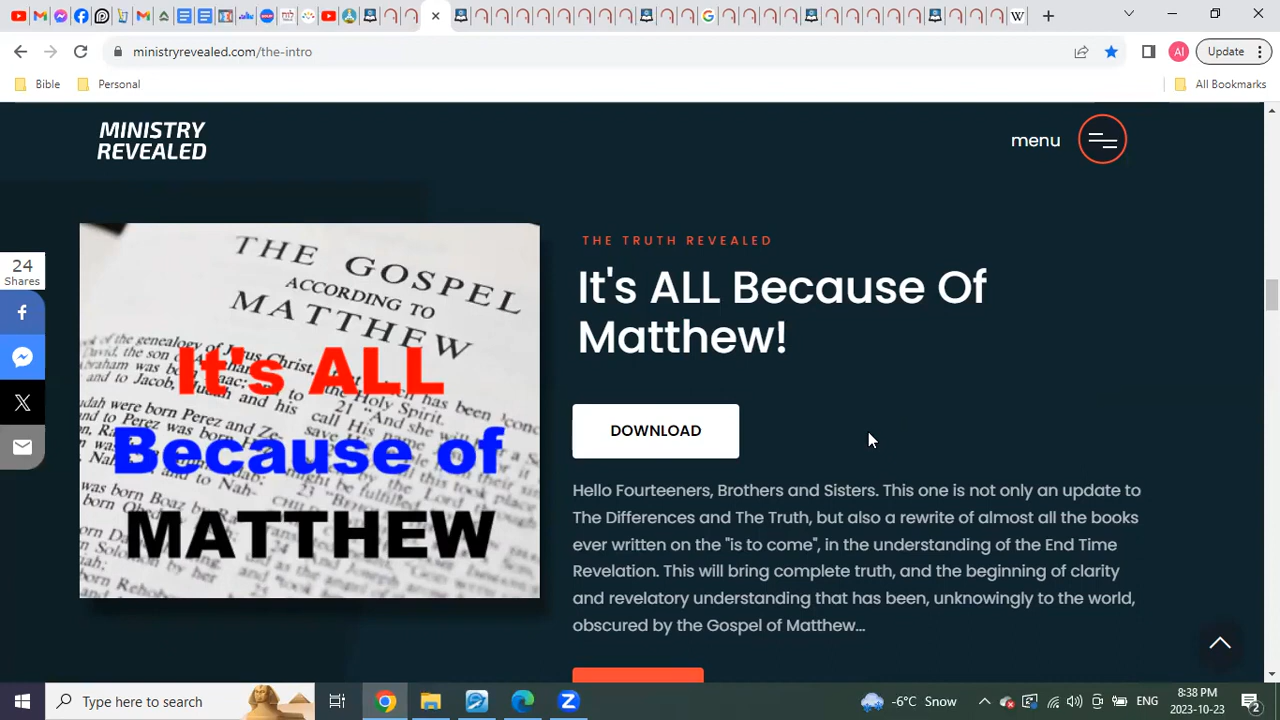 ministryrevealed.com/the-intro
Update
Bible
Personal
All Bookmarks
MINISTRY
REVEALED
menu
24
Shares
THE GOSPEL
ACCORDING TO
MATTHEW
It's ALL
Because of
MATTHEW
THE TRUTH REVEALED
It's ALL Because Of
Matthew!
DOWNLOAD
Hello Fourteeners, Brothers and Sisters. This one is not only an update to
The Differences and The Truth, but also a rewrite of almost all the books
ever written on the "is to come", in the understanding of the End Time
Revelation. This will bring complete truth, and the beginning of clarity
and revelatory understanding that has been, unknowingly to the world,
obscured by the Gospel of Matthew...
Type here to search
-6°C Snow
ENG
8:38 PM
2023-10-23
2